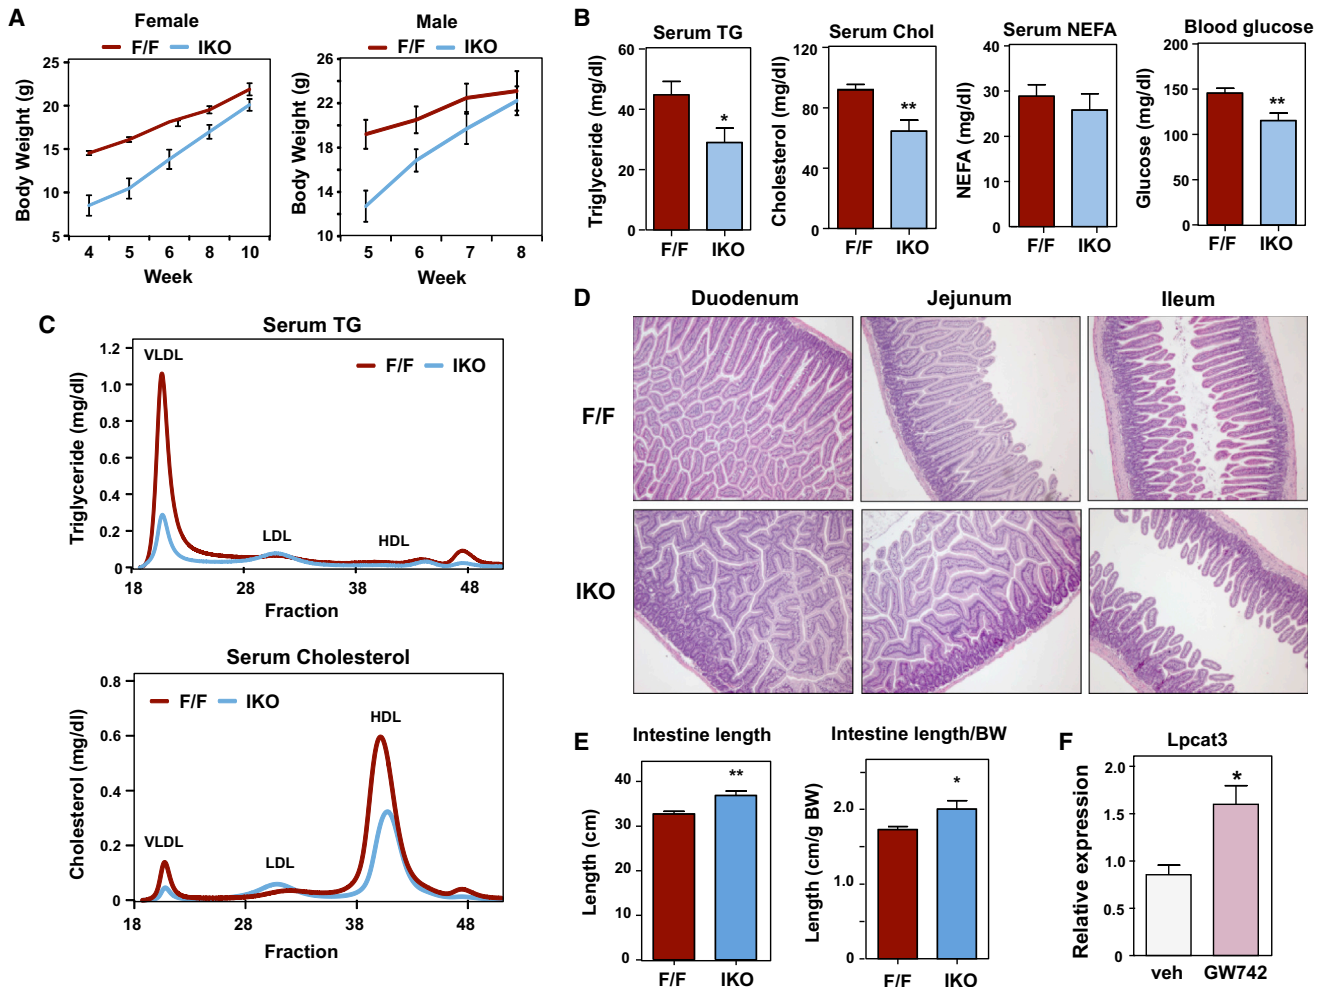 A
Female
F/F IKO
Body Weight (g)
25
20
15
10
5
4 5 6 8 10
Week
Male
F/F IKO
Body Weight (g)
26
22
18
14
10
5 6 7 8
Week
B
Serum TG
Triglyceride (mg/dl)
60
40
20
0
*
F/F IKO
Serum Chol
Cholesterol (mg/dl)
120
80
40
0
**
F/F IKO
Serum NEFA
NEFA (mg/dl)
40
30
20
10
0
F/F IKO
Blood glucose
Glucose (mg/dl)
200
150
100
50
0
**
F/F IKO
C
Serum TG
VLDL
F/F IKO
Triglyceride (mg/dl)
1.2
1.0
0.8
0.6
0.4
0.2
0
LDL
HDL
18 28 38 48
Fraction
Serum Cholesterol
F/F IKO
HDL
Cholesterol (mg/dl)
0.8
0.6
0.4
0.2
0
VLDL
LDL
18 28 38 48
Fraction
D
Duodenum Jejunum Ileum
F/F
IKO
E
Intestine length
Length (cm)
40
30
20
10
0
**
F/F IKO
Intestine length/BW
Length (cm/g BW)
2.0
1.0
0
*
F/F IKO
F
Lpcat3
Relative expression
2.0
1.5
1.0
0.5
0
*
veh GW742